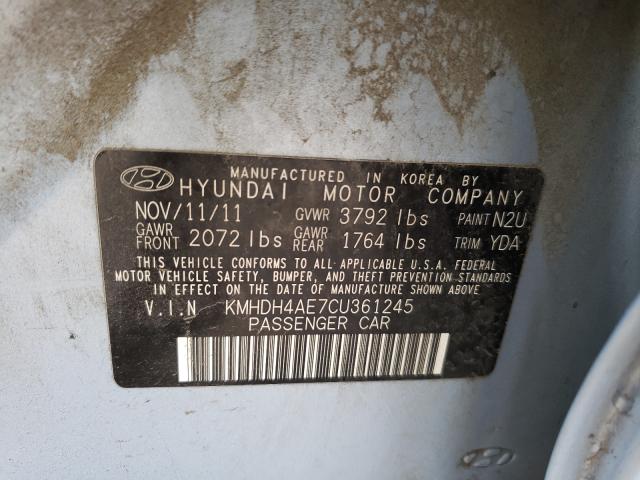 MANUFACTURED IN KOREA BY
HYUNDAI MOTOR COMPANY
NOV/11/11 GVWR 3792 lbs PAINT N2U
GAWR FRONT 2072 lbs GAWR REAR 1764 lbs TRIM YDA
THIS VEHICLE CONFORMS TO ALL APPLICABLE U.S.A. FEDERAL
MOTOR VEHICLE SAFETY, BUMPER, AND THEFT PREVENTION STANDARDS
IN EFFECT ON THE DATE OF MANUFACTURE SHOWN ABOVE.
V.I.N KMHDH4AE7CU361245
PASSENGER CAR